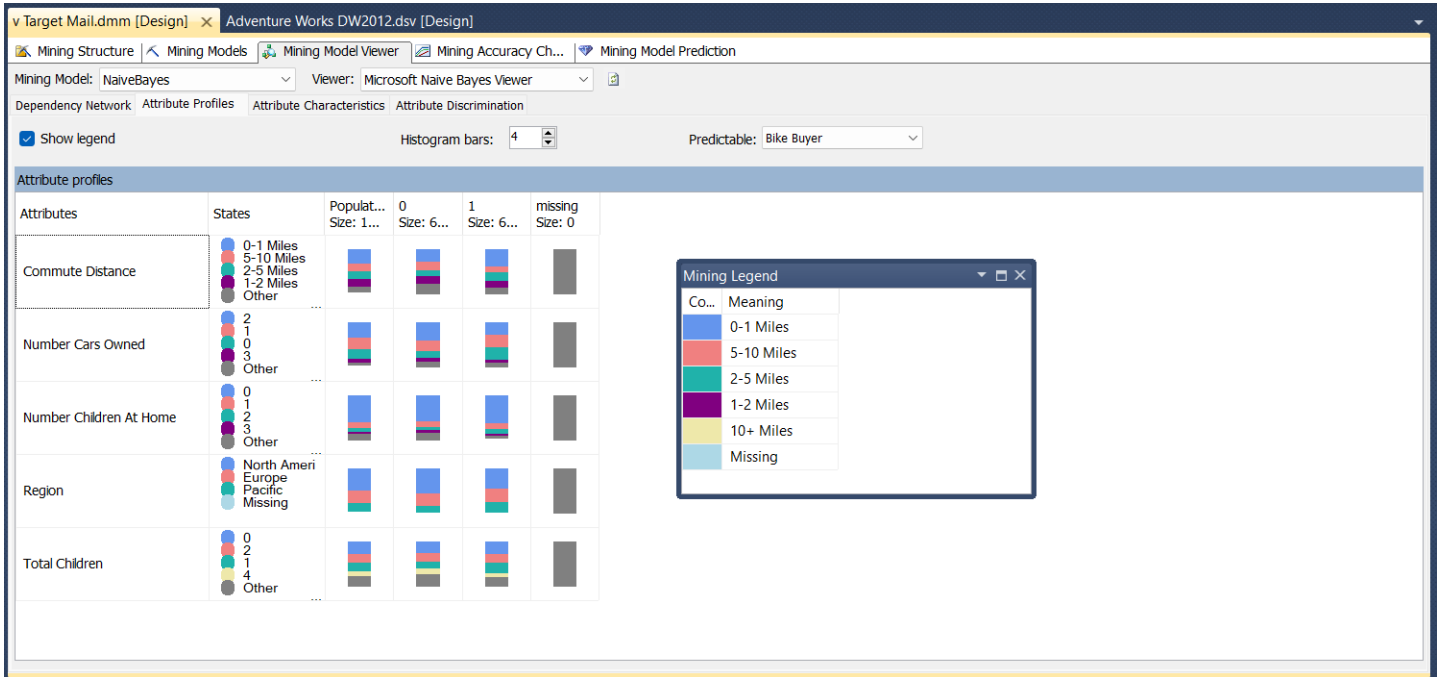 v Target Mail.dmm [Design] Adventure Works DW2012.dsv [Design]
Mining Structure Mining Models Mining Model Viewer Mining Accuracy Ch... Mining Model Prediction
Mining Model: NaiveBayes Viewer: Microsoft Naive Bayes Viewer
Dependency Network Attribute Profiles Attribute Characteristics Attribute Discrimination
Show legend Histogram bars: 4 Predictable: Bike Buyer
Attribute profiles
Attributes States Populat... Size: 1... 0 Size: 6... 1 Size: 6... missing Size: 0
Commute Distance
0-1 Miles
5-10 Miles
2-5 Miles
1-2 Miles
Other
...
Number Cars Owned
2
1
0
3
Other
...
Number Children At Home
0
1
2
3
Other
...
Region
North Ameri
Europe
Pacific
Missing
Total Children
0
2
1
4
Other
...
Mining Legend
Co... Meaning
0-1 Miles
5-10 Miles
2-5 Miles
1-2 Miles
10+ Miles
Missing